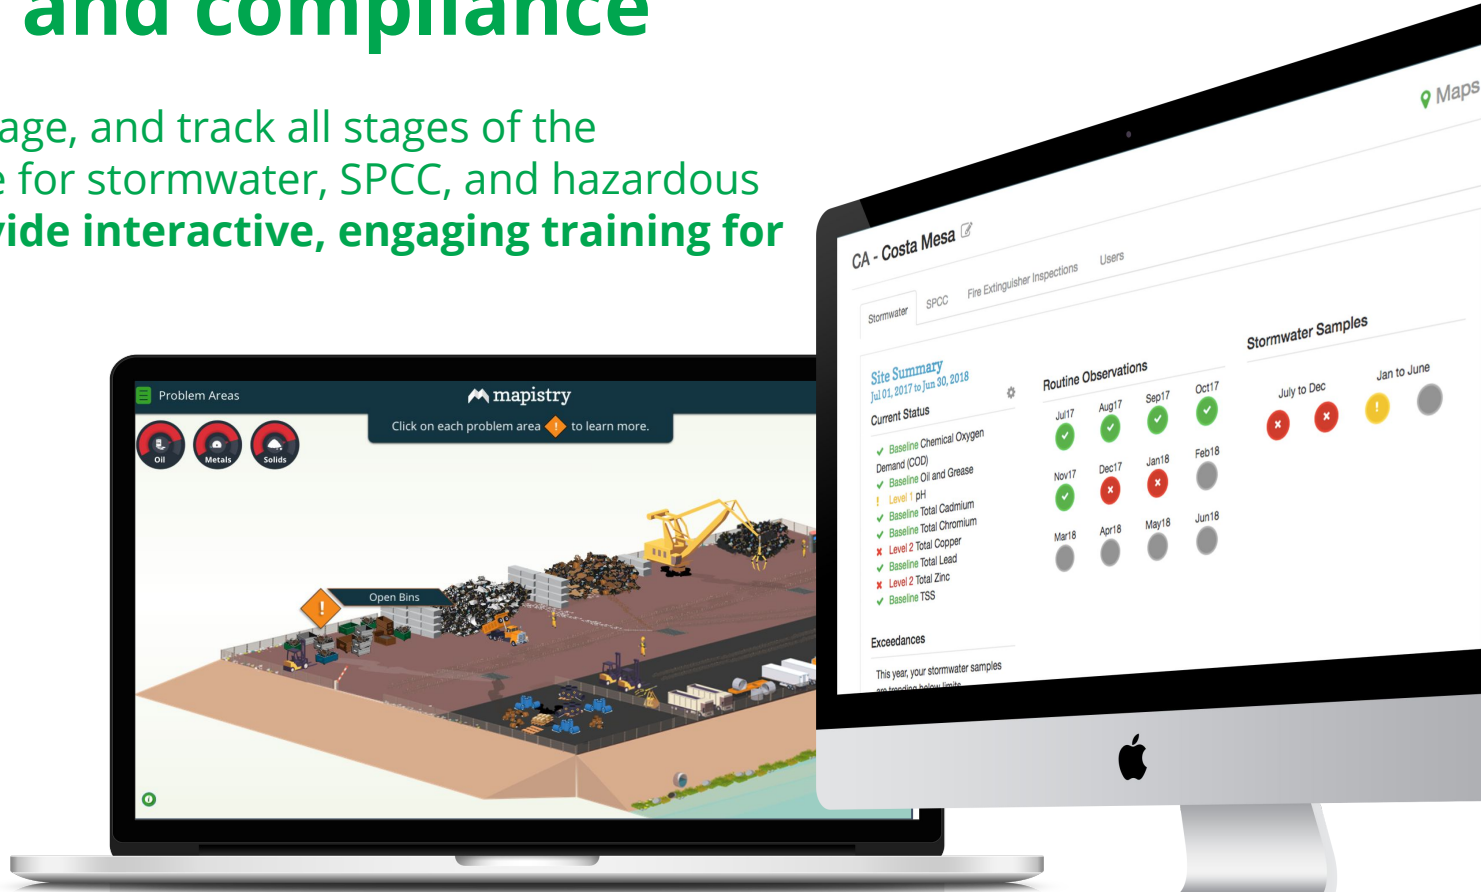 and compliance
age, and track all stages of the
e for stormwater, SPCC, and hazardous
vide interactive, engaging training for
Problem Areas
mapistry
Click on each problem area ! to learn more.
Oil
Metals
Solids
Open Bins
Maps
CA - Costa Mesa
Stormwater
SPCC
Fire Extinguisher Inspections
Users
Site Summary
Jul 01, 2017 to Jun 30, 2018
Current Status
Baseline Chemical Oxygen
Demand (COD)
Baseline Oil and Grease
! Level 1 pH
Baseline Total Cadmium
Baseline Total Chromium
Level 2 Total Copper
Baseline Total Lead
Level 2 Total Zinc
Baseline TSS
Exceedances
This year, your stormwater samples
are trending below limits
Routine Observations
Jul17 Aug17 Sep17 Oct17
Nov17 Dec17 Jan18 Feb18
Mar18 Apr18 May18 Jun18
Stormwater Samples
July to Dec
Jan to June